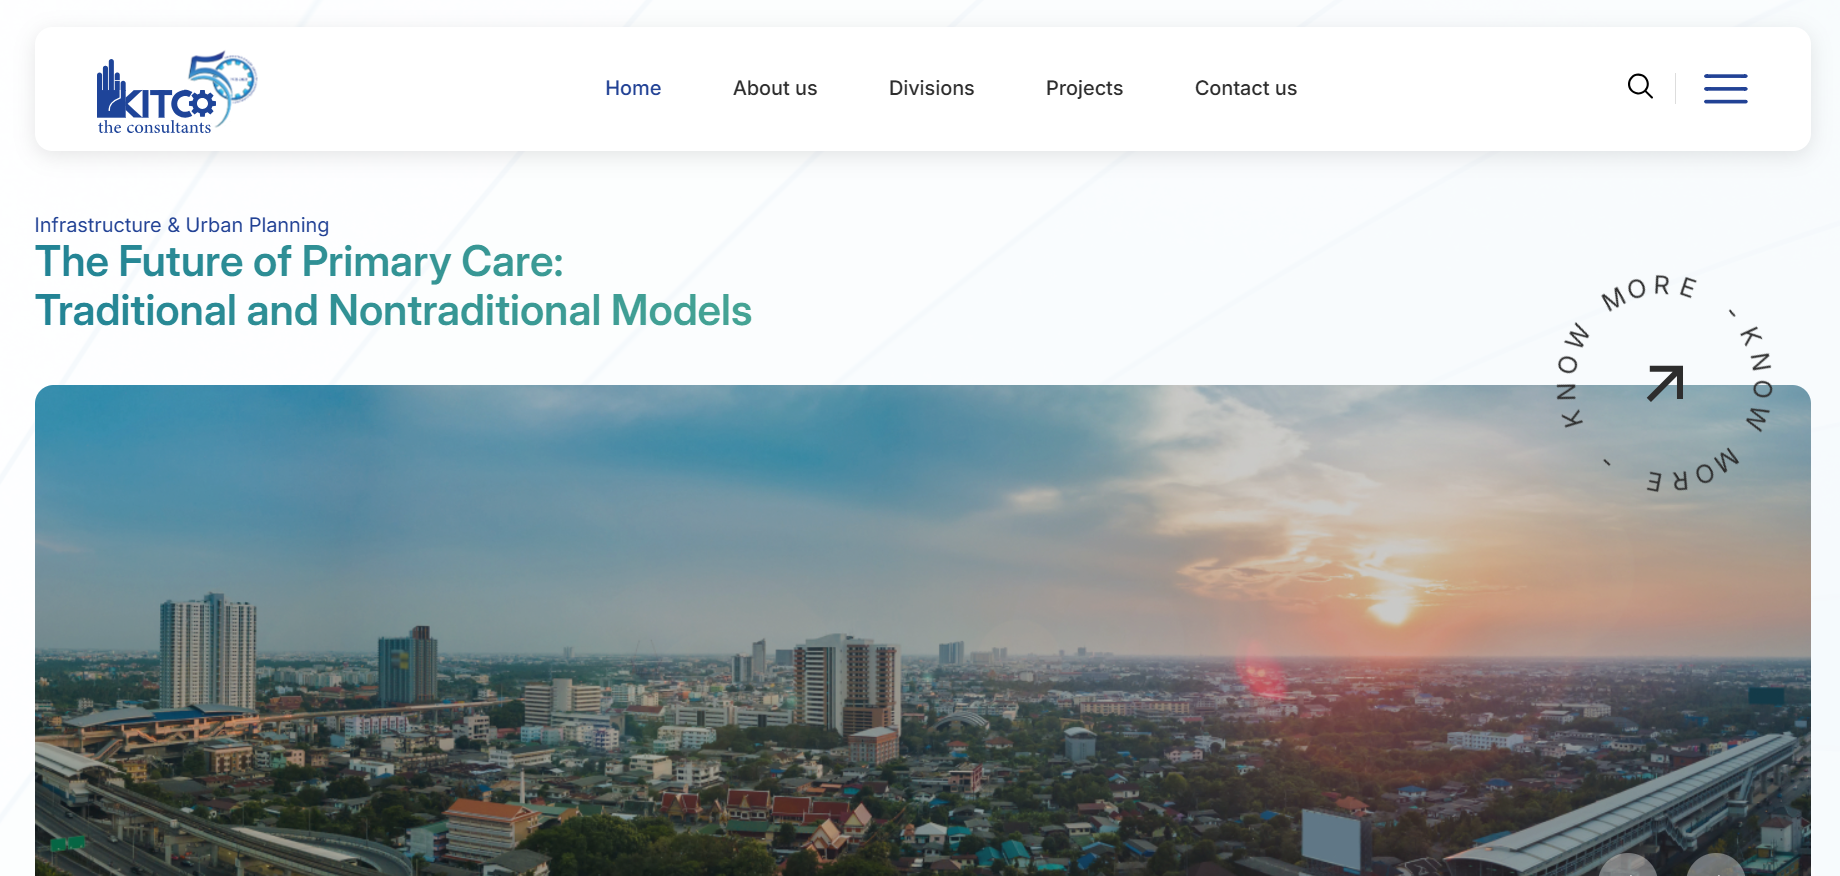 KITCO
the consultants
50
Home
About us
Divisions
Projects
Contact us
Infrastructure & Urban Planning
The Future of Primary Care:
Traditional and Nontraditional Models
KNOW MORE - KNOW MORE -